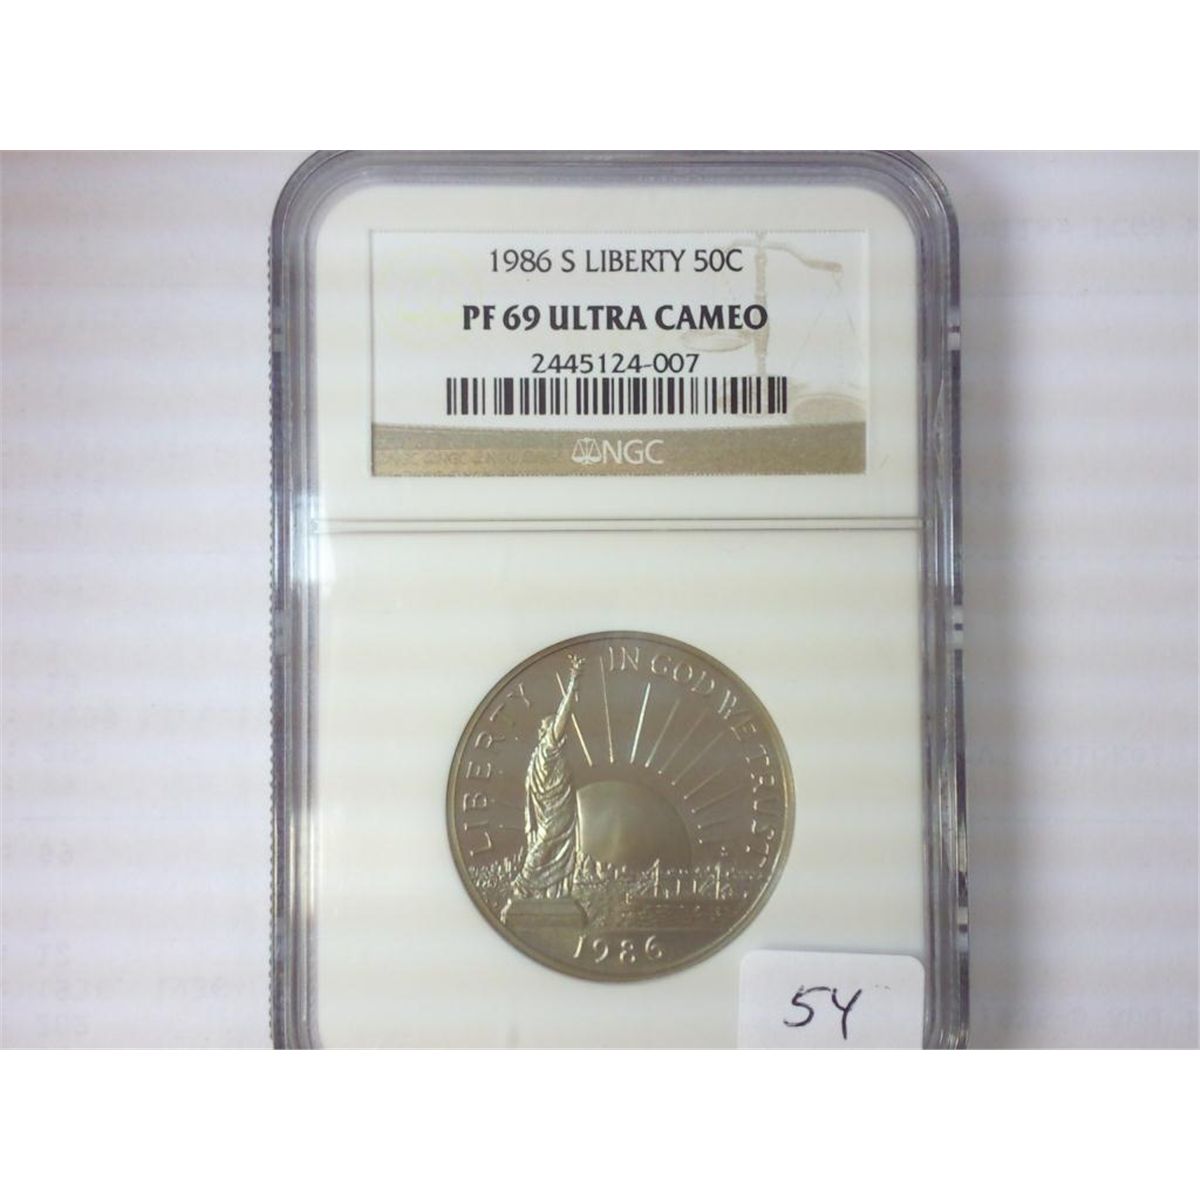 1986 S LIBERTY 50C
PF 69 ULTRA CAMEO
2445124-007
NGC
LIBERTY
IN GOD WE TRUST
1986
54